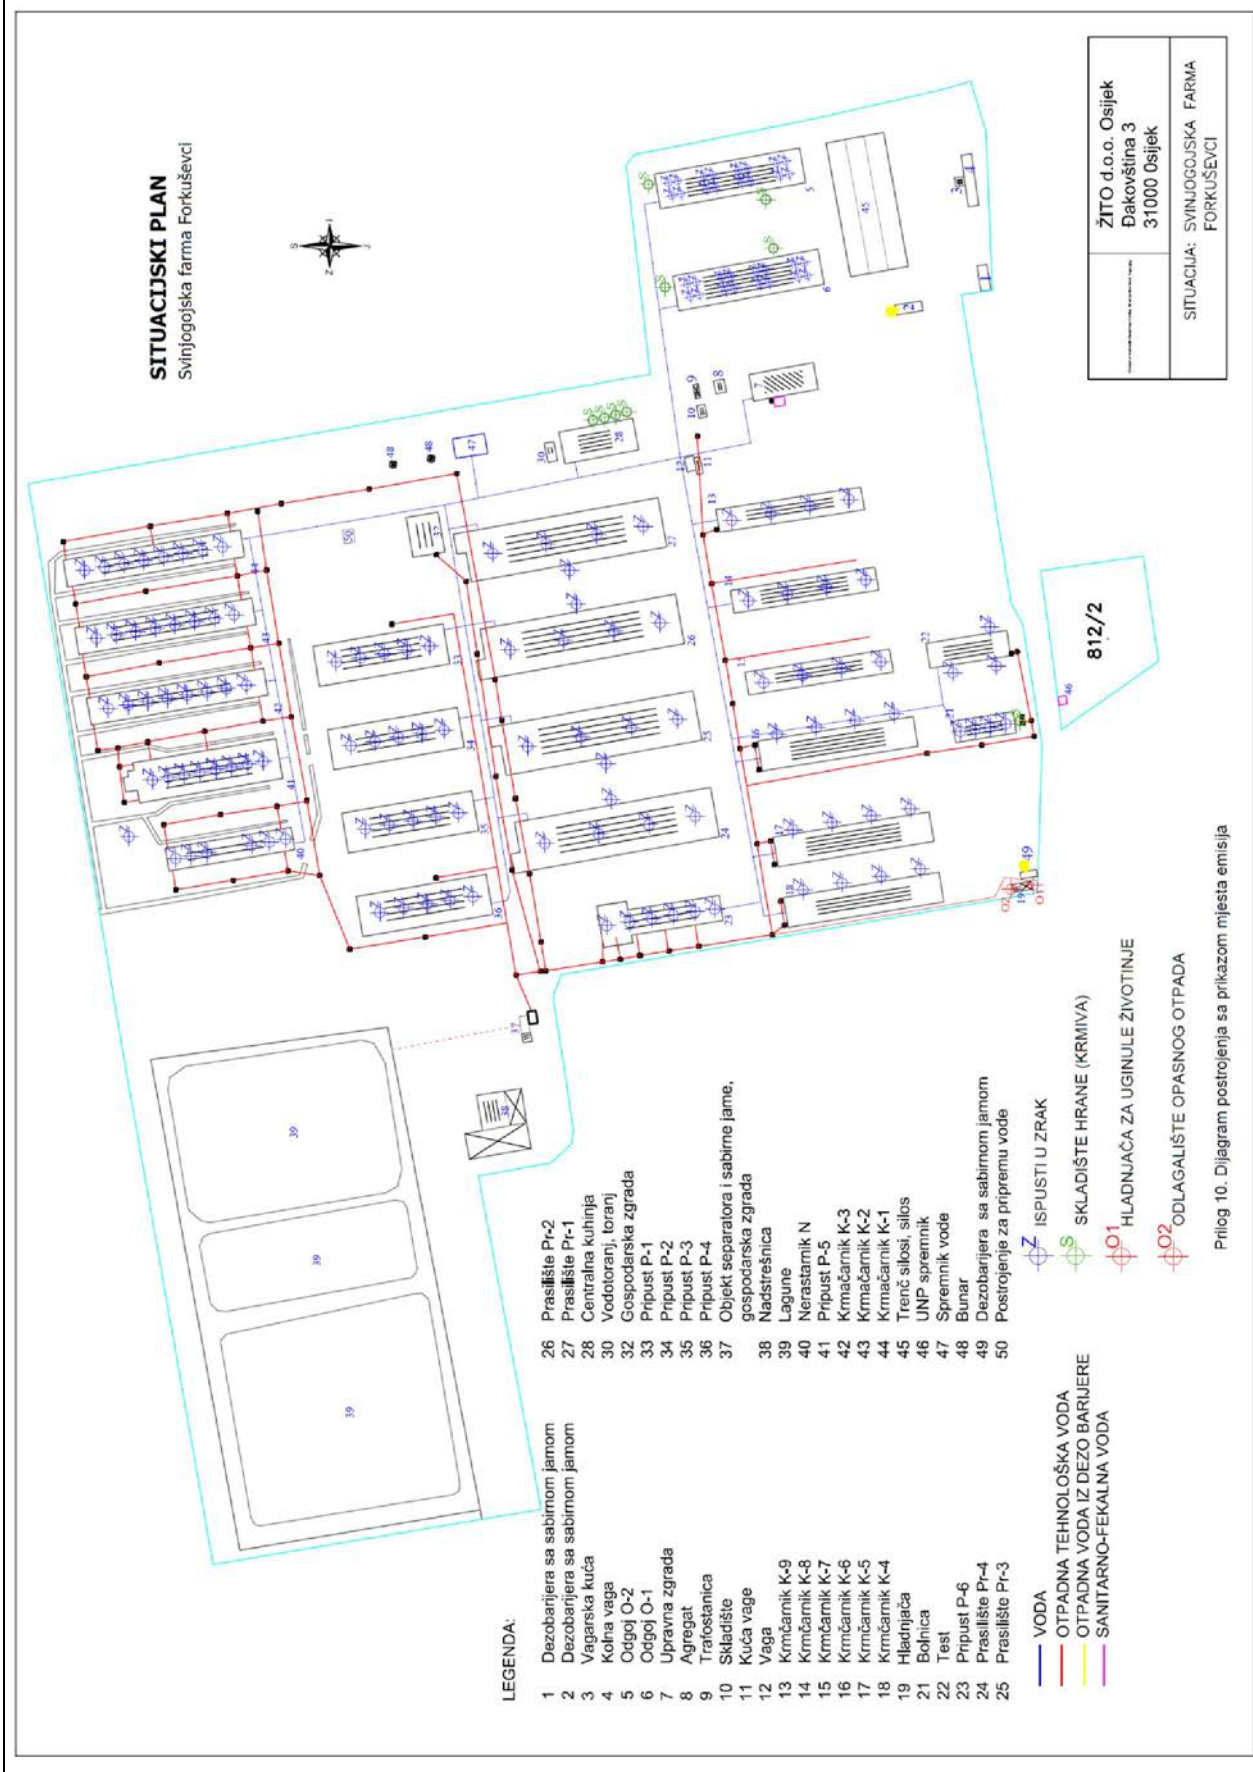 SITUACIJSKI PLAN
Svinjogojska farma Forkuševci
S
Z
I
J
LEGENDA:
1 Dezobarijera sa sabirnom jamom
2 Dezobarijera sa sabirnom jamom
3 Vagarska kuća
4 Kolna vaga
5 Odgoj O-2
6 Odgoj O-1
7 Upravna zgrada
8 Agregat
9 Trafostanica
10 Skladište
11 Kuća vage
12 Vaga
13 Krmčarnik K-9
14 Krmčarnik K-8
15 Krmčarnik K-7
16 Krmčarnik K-6
17 Krmčarnik K-5
18 Krmčarnik K-4
19 Hladnjača
21 Bolnica
22 Test
23 Pripust P-6
24 Prasilište Pr-4
25 Prasilište Pr-3
26 Prasilište Pr-2
27 Prasilište Pr-1
28 Centralna kuhinja
30 Vodotoranj, toranj
32 Gospodarska zgrada
33 Pripust P-1
34 Pripust P-2
35 Pripust P-3
36 Pripust P-4
37 Objekt separatora i sabirne jame,
gospodarska zgrada
38 Nadstrešnica
39 Lagune
40 Nerastarnik N
41 Pripust P-5
42 Krmačarnik K-3
43 Krmačarnik K-2
44 Krmačarnik K-1
45 Trenč silosi, silos
46 UNP spremnik
47 Spremnik vode
48 Bunar
49 Dezobarijera sa sabirnom jamom
50 Postrojenje za pripremu vode
VODA
OTPADNA TEHNOLOŠKA VODA
OTPADNA VODA IZ DEZO BARIJERE
SANITARNO-FEKALNA VODA
Z ISPUSTI U ZRAK
S SKLADIŠTE HRANE (KRMIVA)
O1 HLADNJAČA ZA UGINULE ŽIVOTINJE
O2 ODLAGALIŠTE OPASNOG OTPADA
812/2
ŽITO d.o.o. Osijek
Đakovština 3
31000 Osijek
SITUACIJA: SVINJOGOJSKA FARMA
FORKUŠEVCI
Prilog 10. Dijagram postrojenja sa prikazom mjesta emisija